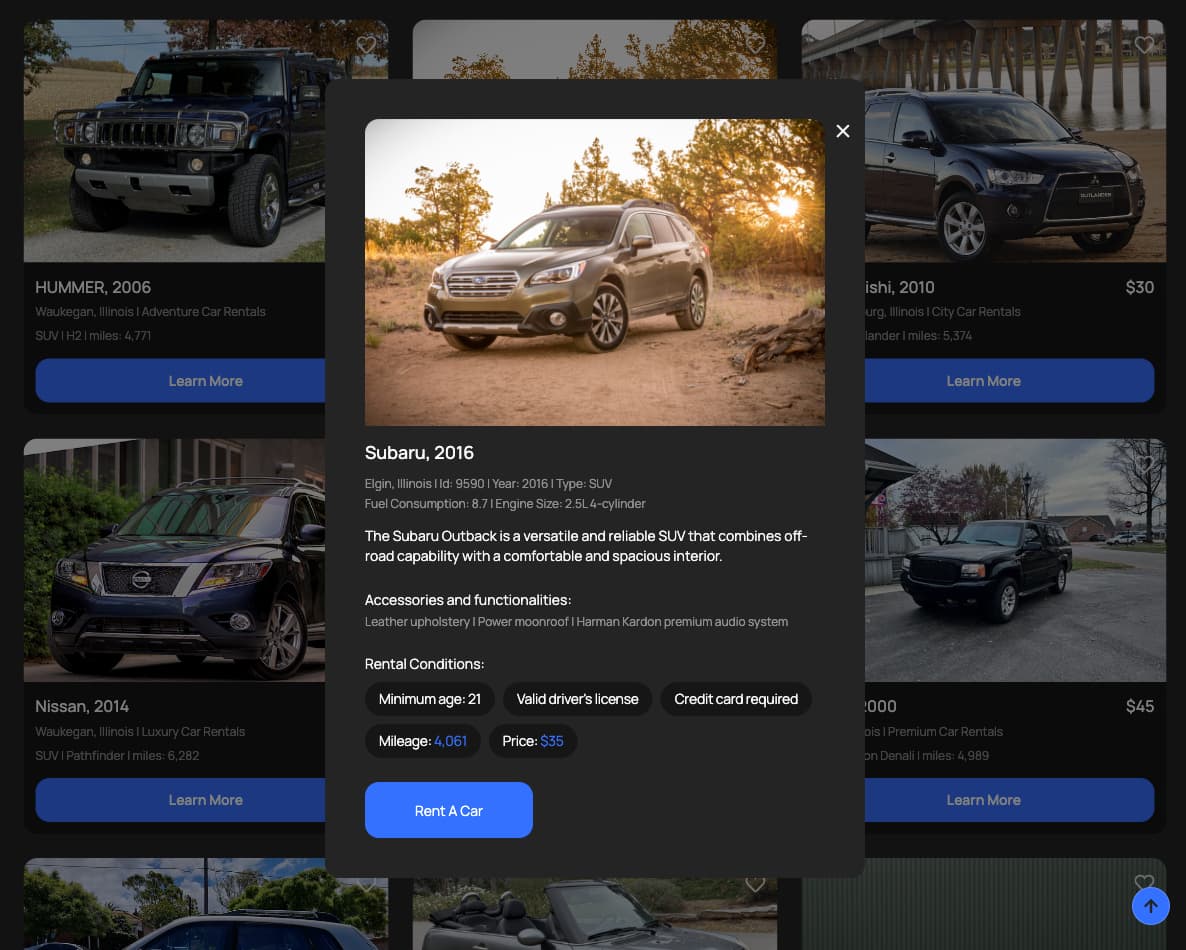 OUTLANDER
HUMMER, 2006
Waukegan, Illinois | Adventure Car Rentals
SUV | H2 | miles: 4,771
Learn More
ishi, 2010
$30
burg, Illinois | City Car Rentals
lander | miles: 5,374
Learn More
Subaru, 2016
Elgin, Illinois | Id: 9590 | Year: 2016 | Type: SUV
Fuel Consumption: 8.7 | Engine Size: 2.5L 4-cylinder
The Subaru Outback is a versatile and reliable SUV that combines off-
road capability with a comfortable and spacious interior.
Accessories and functionalities:
Leather upholstery | Power moonroof | Harman Kardon premium audio system
Rental Conditions:
Minimum age: 21
Valid driver's license
Credit card required
Mileage: 4,061
Price: $35
Rent A Car
Nissan, 2014
Waukegan, Illinois | Luxury Car Rentals
SUV | Pathfinder | miles: 6,282
Learn More
2000
$45
ois | Premium Car Rentals
on Denali | miles: 4,989
Learn More